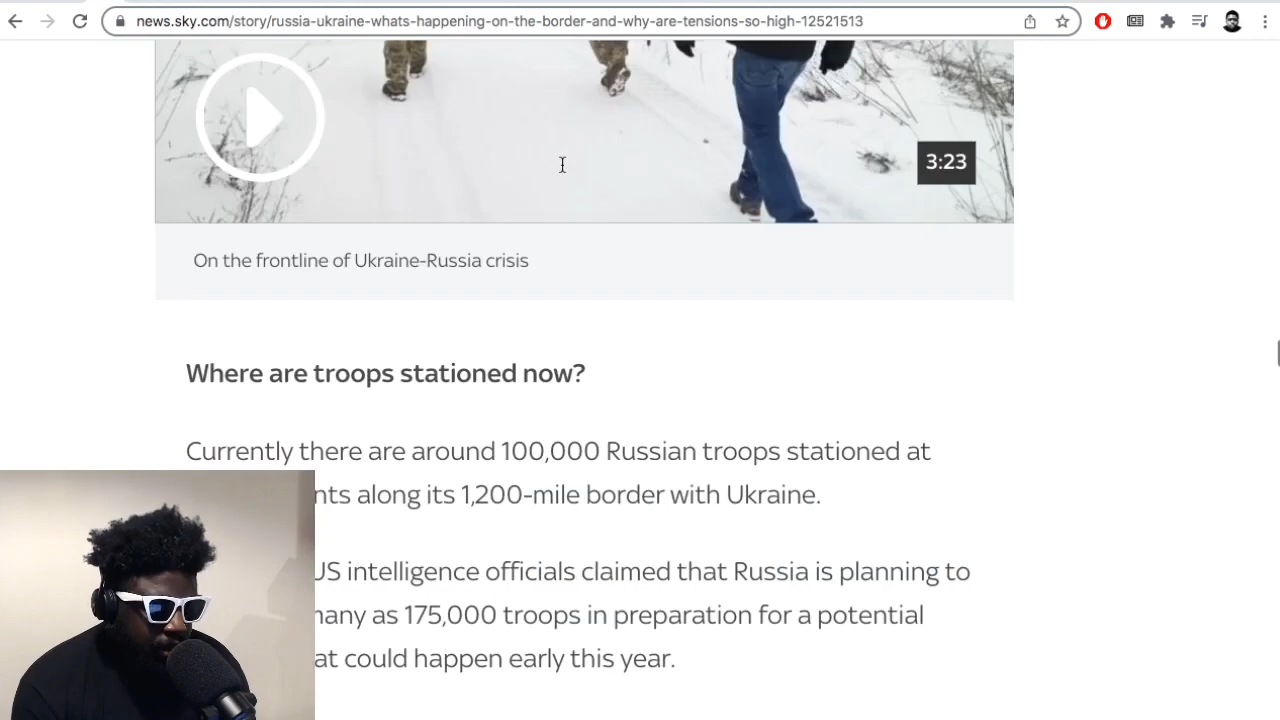 news.sky.com/story/russia-ukraine-whats-happening-on-the-border-and-why-are-tensions-so-high-12521513
3:23
On the frontline of Ukraine-Russia crisis
Where are troops stationed now?
Currently there are around 100,000 Russian troops stationed at
nts along its 1,200-mile border with Ukraine.
US intelligence officials claimed that Russia is planning to
many as 175,000 troops in preparation for a potential
at could happen early this year.